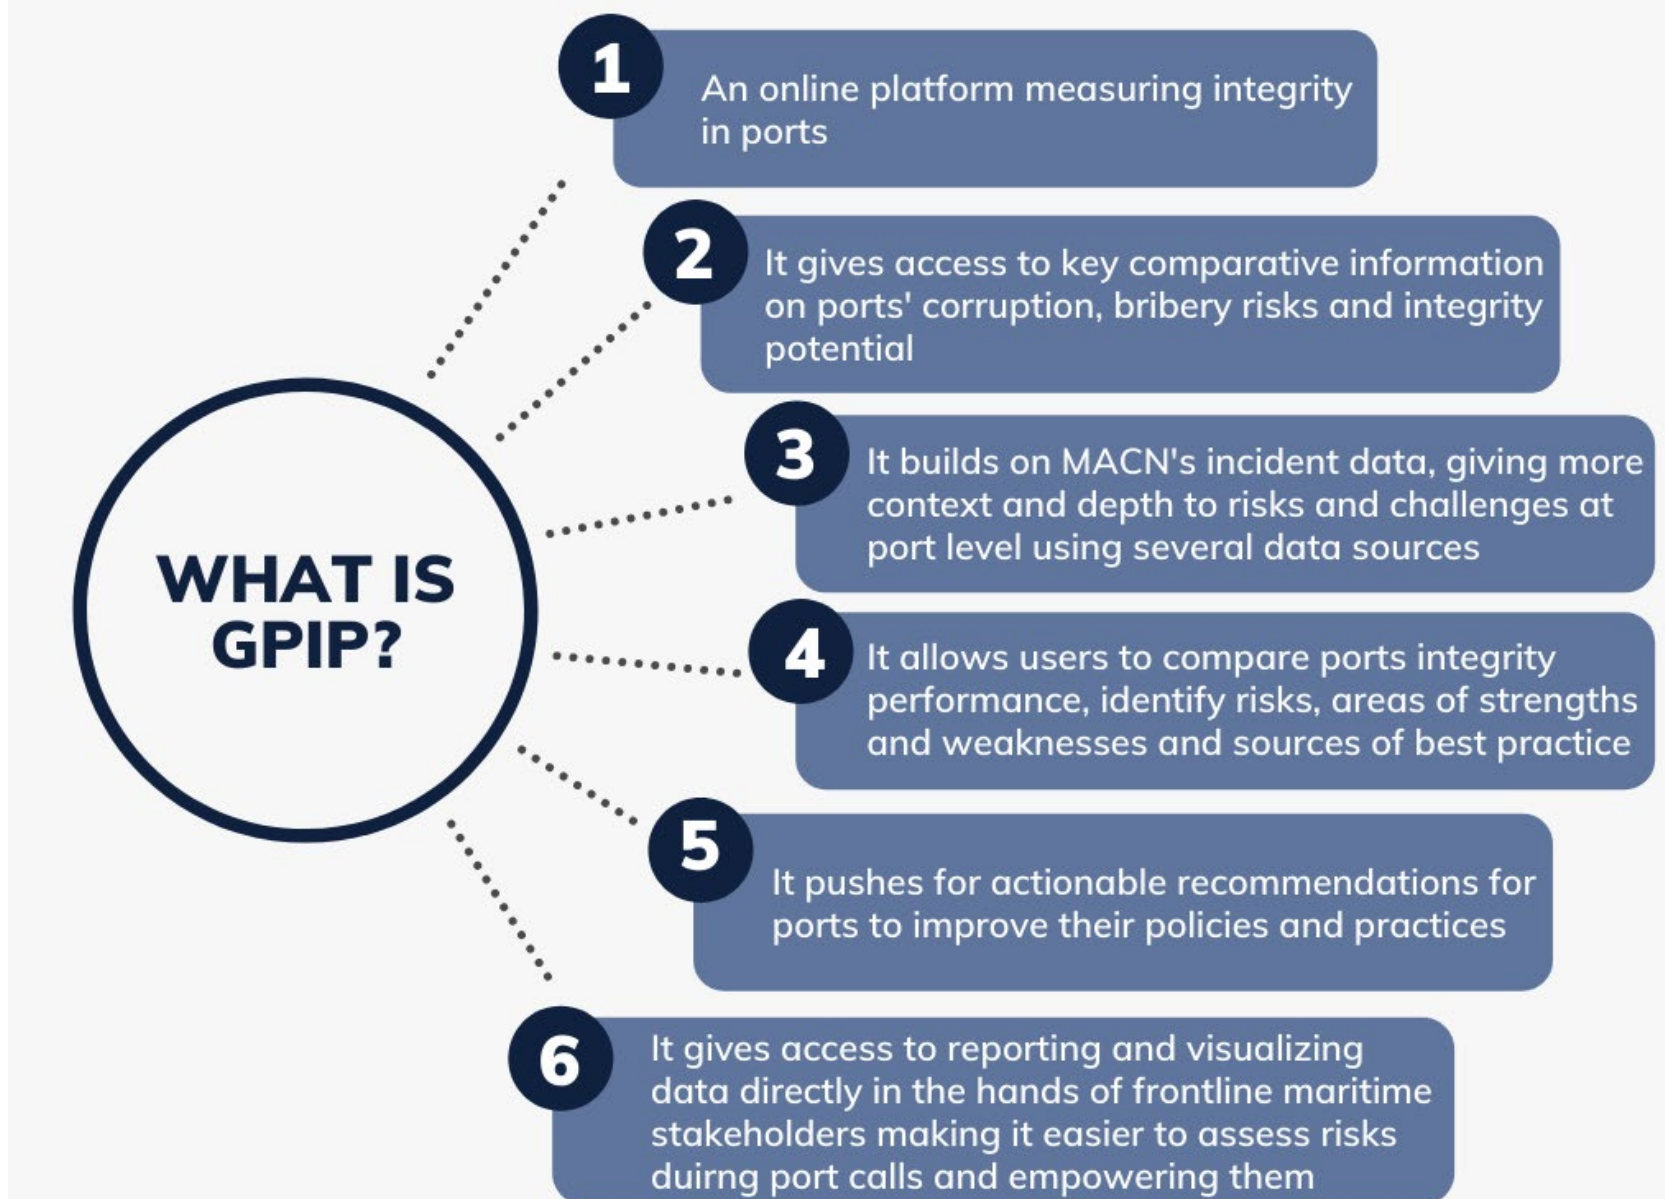 WHAT IS
GPIP?
1
An online platform measuring integrity
in ports
2
It gives access to key comparative information
on ports' corruption, bribery risks and integrity
potential
3
It builds on MACN's incident data, giving more
context and depth to risks and challenges at
port level using several data sources
4
It allows users to compare ports integrity
performance, identify risks, areas of strengths
and weaknesses and sources of best practice
5
It pushes for actionable recommendations for
ports to improve their policies and practices
6
It gives access to reporting and visualizing
data directly in the hands of frontline maritime
stakeholders making it easier to assess risks
duirng port calls and empowering them